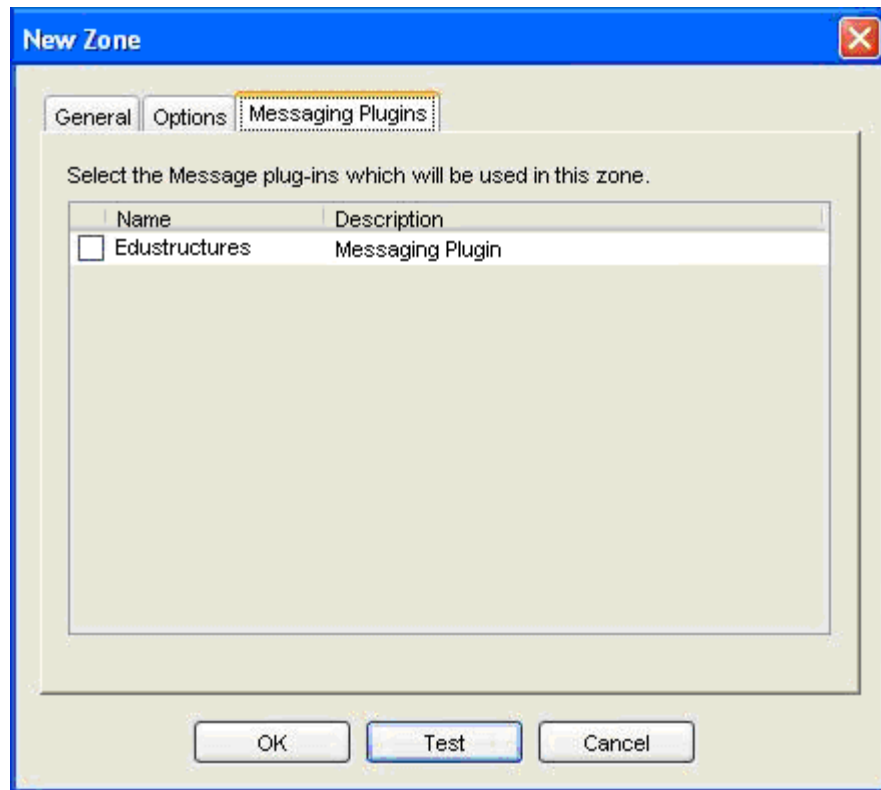 New Zone
General Options Messaging Plugins
Select the Message plug-ins which will be used in this zone.
Name Description
Edustructures Messaging Plugin
OK Test Cancel